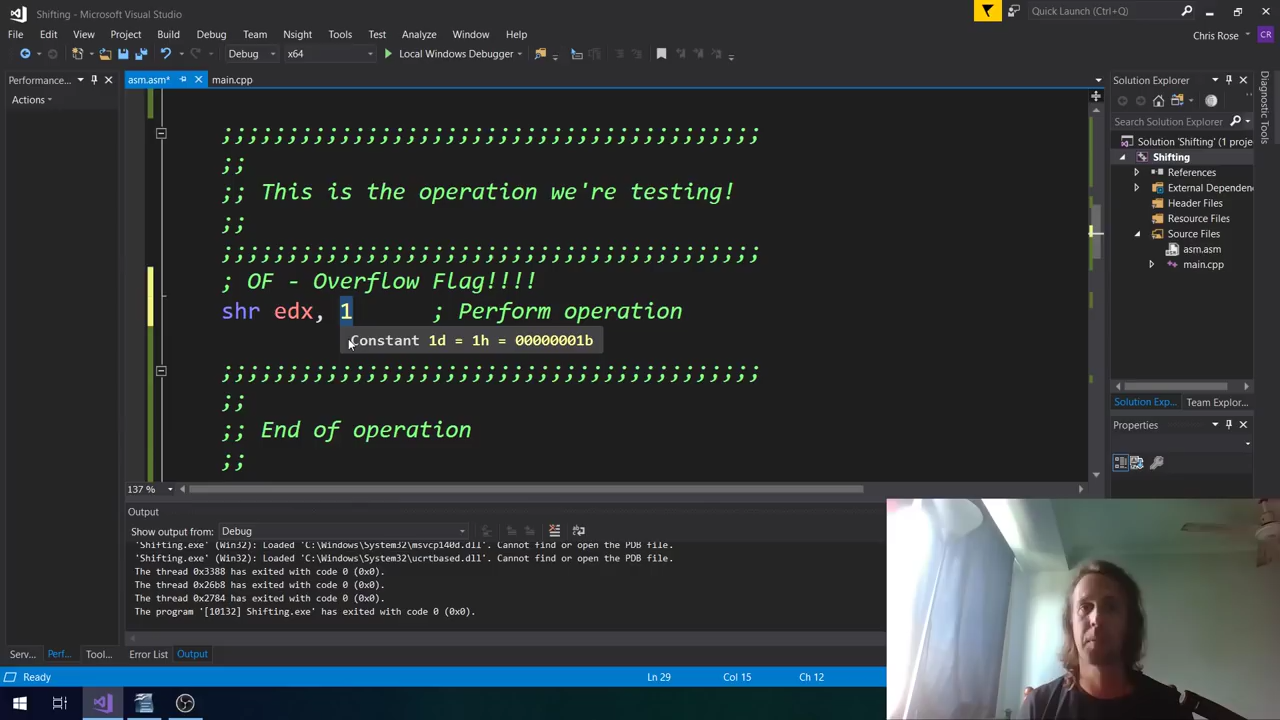 Shifting - Microsoft Visual Studio
Quick Launch (Ctrl+Q)
File Edit View Project Build Debug Team Nsight Tools Test Analyze Window Help
Chris Rose
CR
Debug x64 Local Windows Debugger
Performance...
Actions
asm.asm* main.cpp
;;;;;;;;;;;;;;;;;;;;;;;;;;;;;;;;;;;;;;;;;
;;
;; This is the operation we're testing!
;;
;;;;;;;;;;;;;;;;;;;;;;;;;;;;;;;;;;;;;;;;;
; OF - Overflow Flag!!!!
shr edx, 1 ; Perform operation
Constant 1d = 1h = 00000001b
;;;;;;;;;;;;;;;;;;;;;;;;;;;;;;;;;;;;;;;;;
;;
;; End of operation
;;
137 %
Solution Explorer
Search Solution Explorer
Solution 'Shifting' (1 proje
Shifting
References
External Dependenc
Header Files
Resource Files
Source Files
asm.asm
main.cpp
Solution Exp... Team Explor...
Properties
Diagnostic Tools
Output
Show output from: Debug
'Shifting.exe' (Win32): Loaded 'C:\Windows\System32\msvcp140d.dll'. Cannot find or open the PDB file.
'Shifting.exe' (Win32): Loaded 'C:\Windows\System32\ucrtbased.dll'. Cannot find or open the PDB file.
The thread 0x3388 has exited with code 0 (0x0).
The thread 0x26b8 has exited with code 0 (0x0).
The thread 0x2784 has exited with code 0 (0x0).
The program '[10132] Shifting.exe' has exited with code 0 (0x0).
Serv... Perf... Tool... Error List Output
Ready Ln 29 Col 15 Ch 12